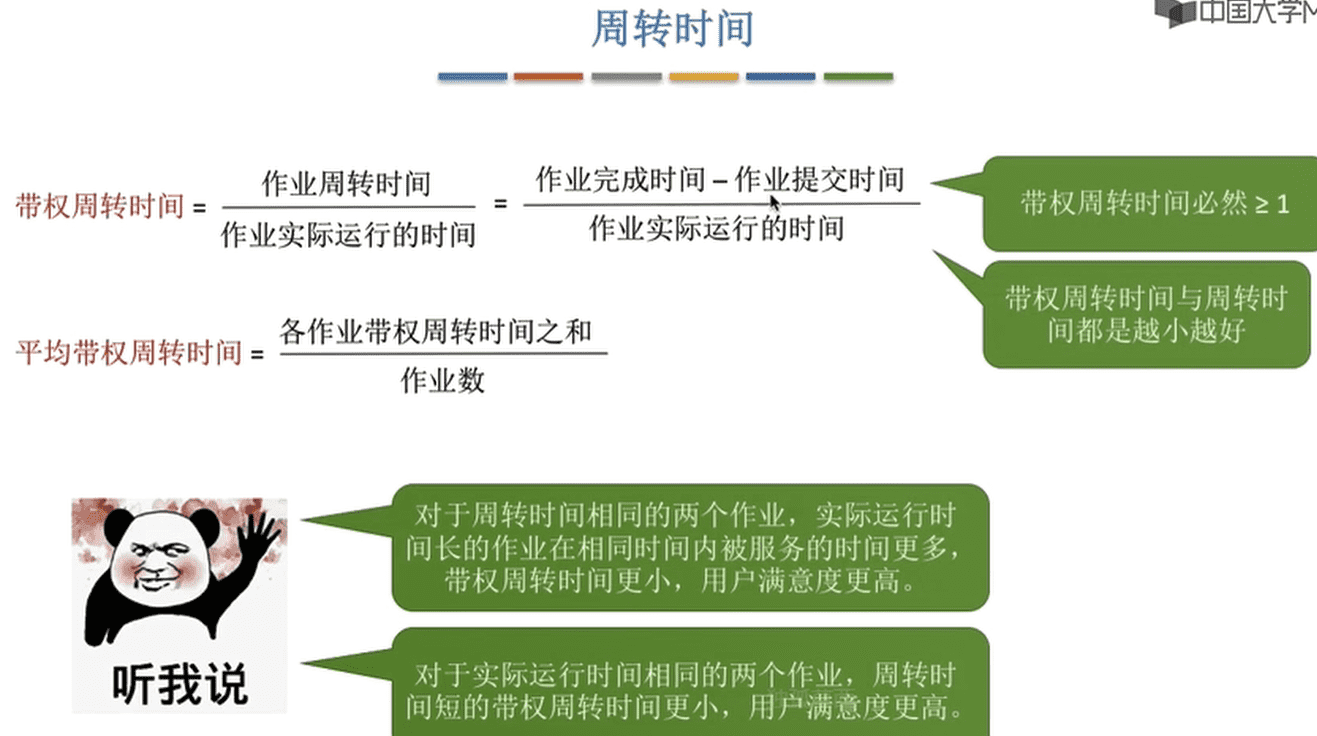 周转时间
中国大学M
带权周转时间 = 作业周转时间 / 作业实际运行的时间 = 作业完成时间 – 作业提交时间 / 作业实际运行的时间
带权周转时间必然 ≥ 1
带权周转时间与周转时
间都是越小越好
平均带权周转时间 = 各作业带权周转时间之和 / 作业数
对于周转时间相同的两个作业，实际运行时
间长的作业在相同时间内被服务的时间更多，
带权周转时间更小，用户满意度更高。
听我说
对于实际运行时间相同的两个作业，周转时
间短的带权周转时间更小，用户满意度更高。